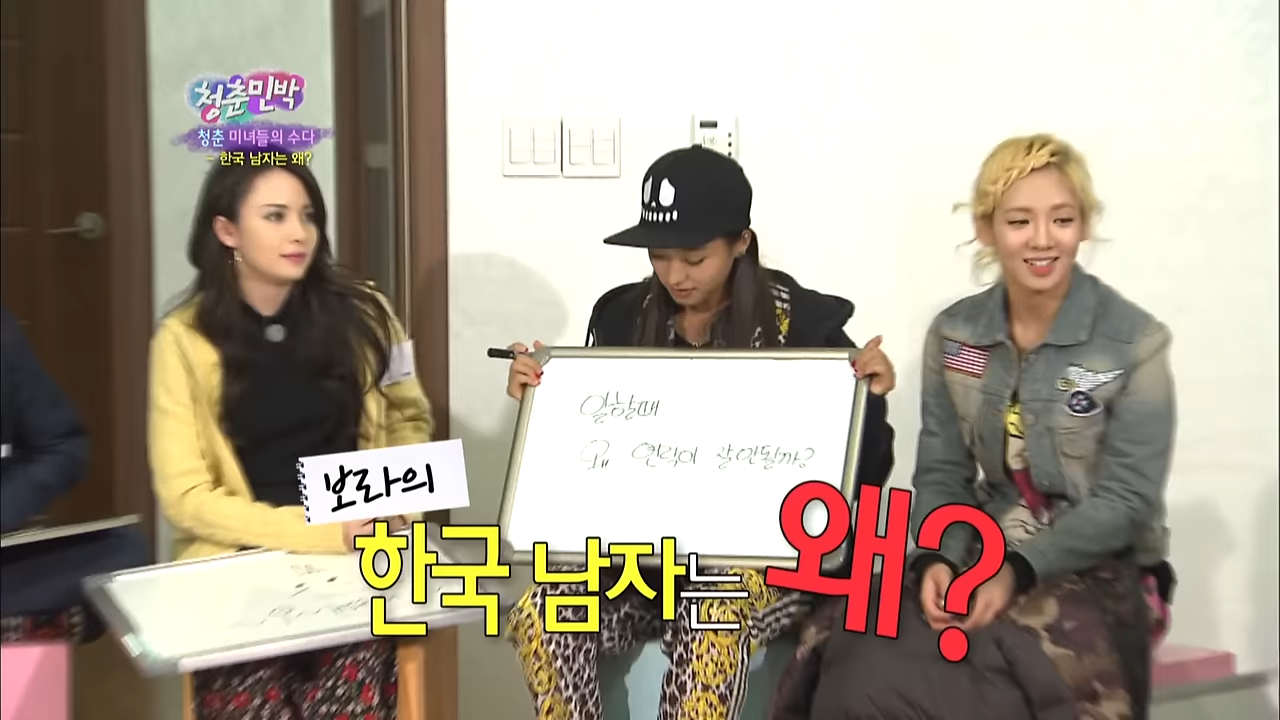 청춘민박
청춘 미녀들의 수다
- 한국 남자는 왜?
일할때
왜 연락이 잘 안될까?
보라의
한국 남자는 왜?